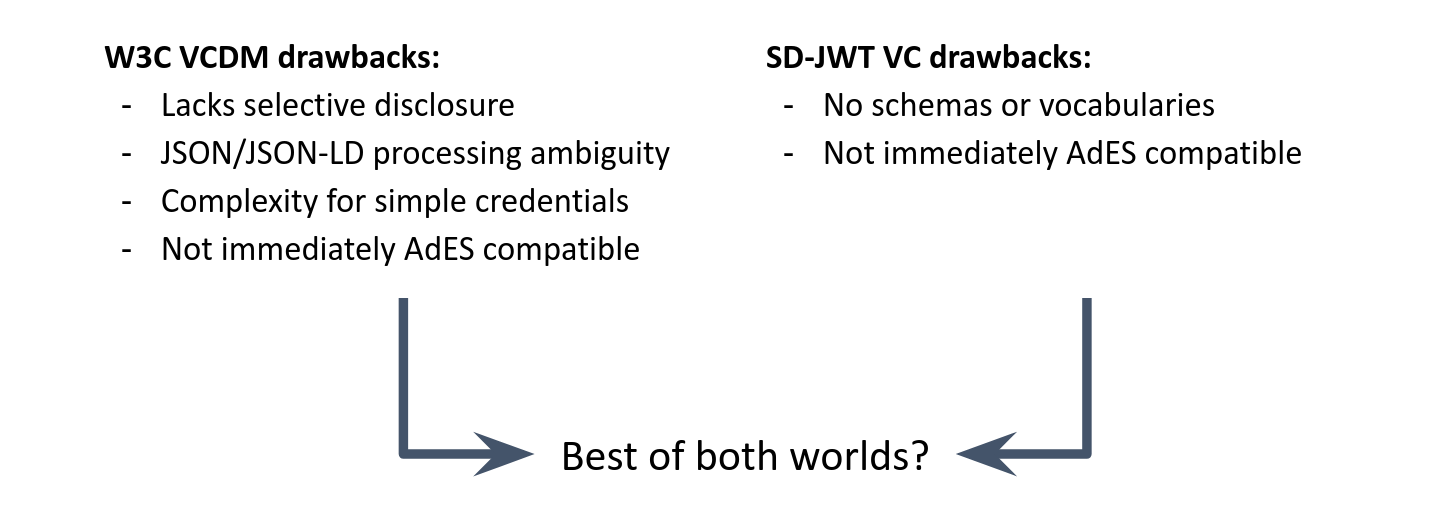 W3C VCDM drawbacks:
- Lacks selective disclosure
- JSON/JSON-LD processing ambiguity
- Complexity for simple credentials
- Not immediately AdES compatible
SD-JWT VC drawbacks:
- No schemas or vocabularies
- Not immediately AdES compatible
Best of both worlds?